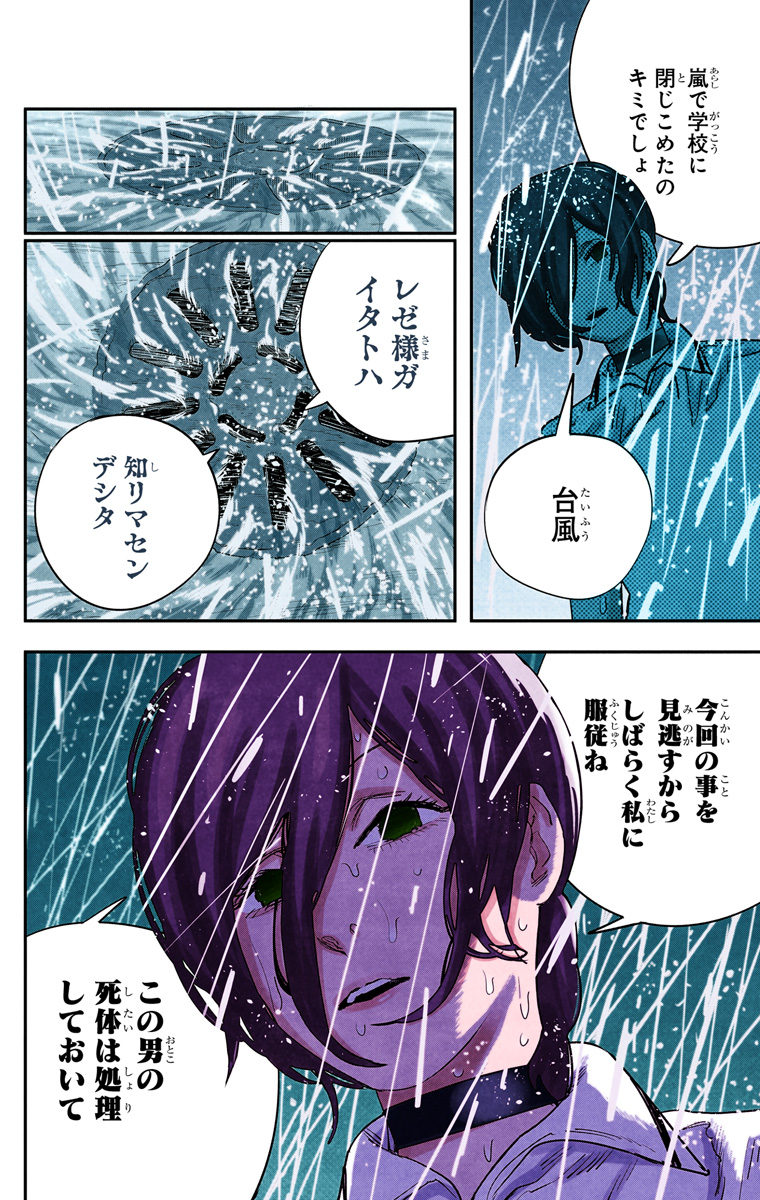 嵐で学校に
閉じこめたの
キミでしょ
台風
レゼ様ガ
イタトハ
知リマセン
デシタ
今回の事を
見逃すから
しばらく私に
服従ね
この男の
死体は処理
しておいて